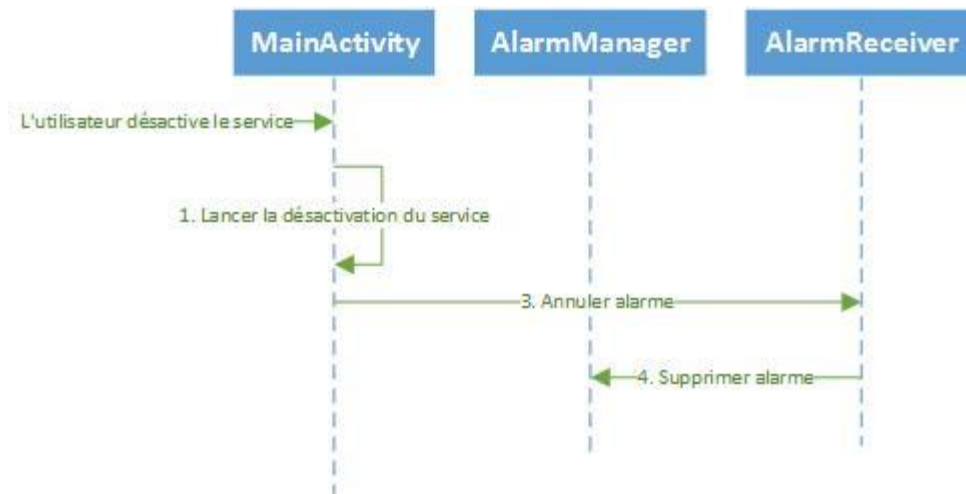 MainActivity
AlarmManager
AlarmReceiver
L'utilisateur désactive le service
1. Lancer la désactivation du service
3. Annuler alarme
4. Supprimer alarme